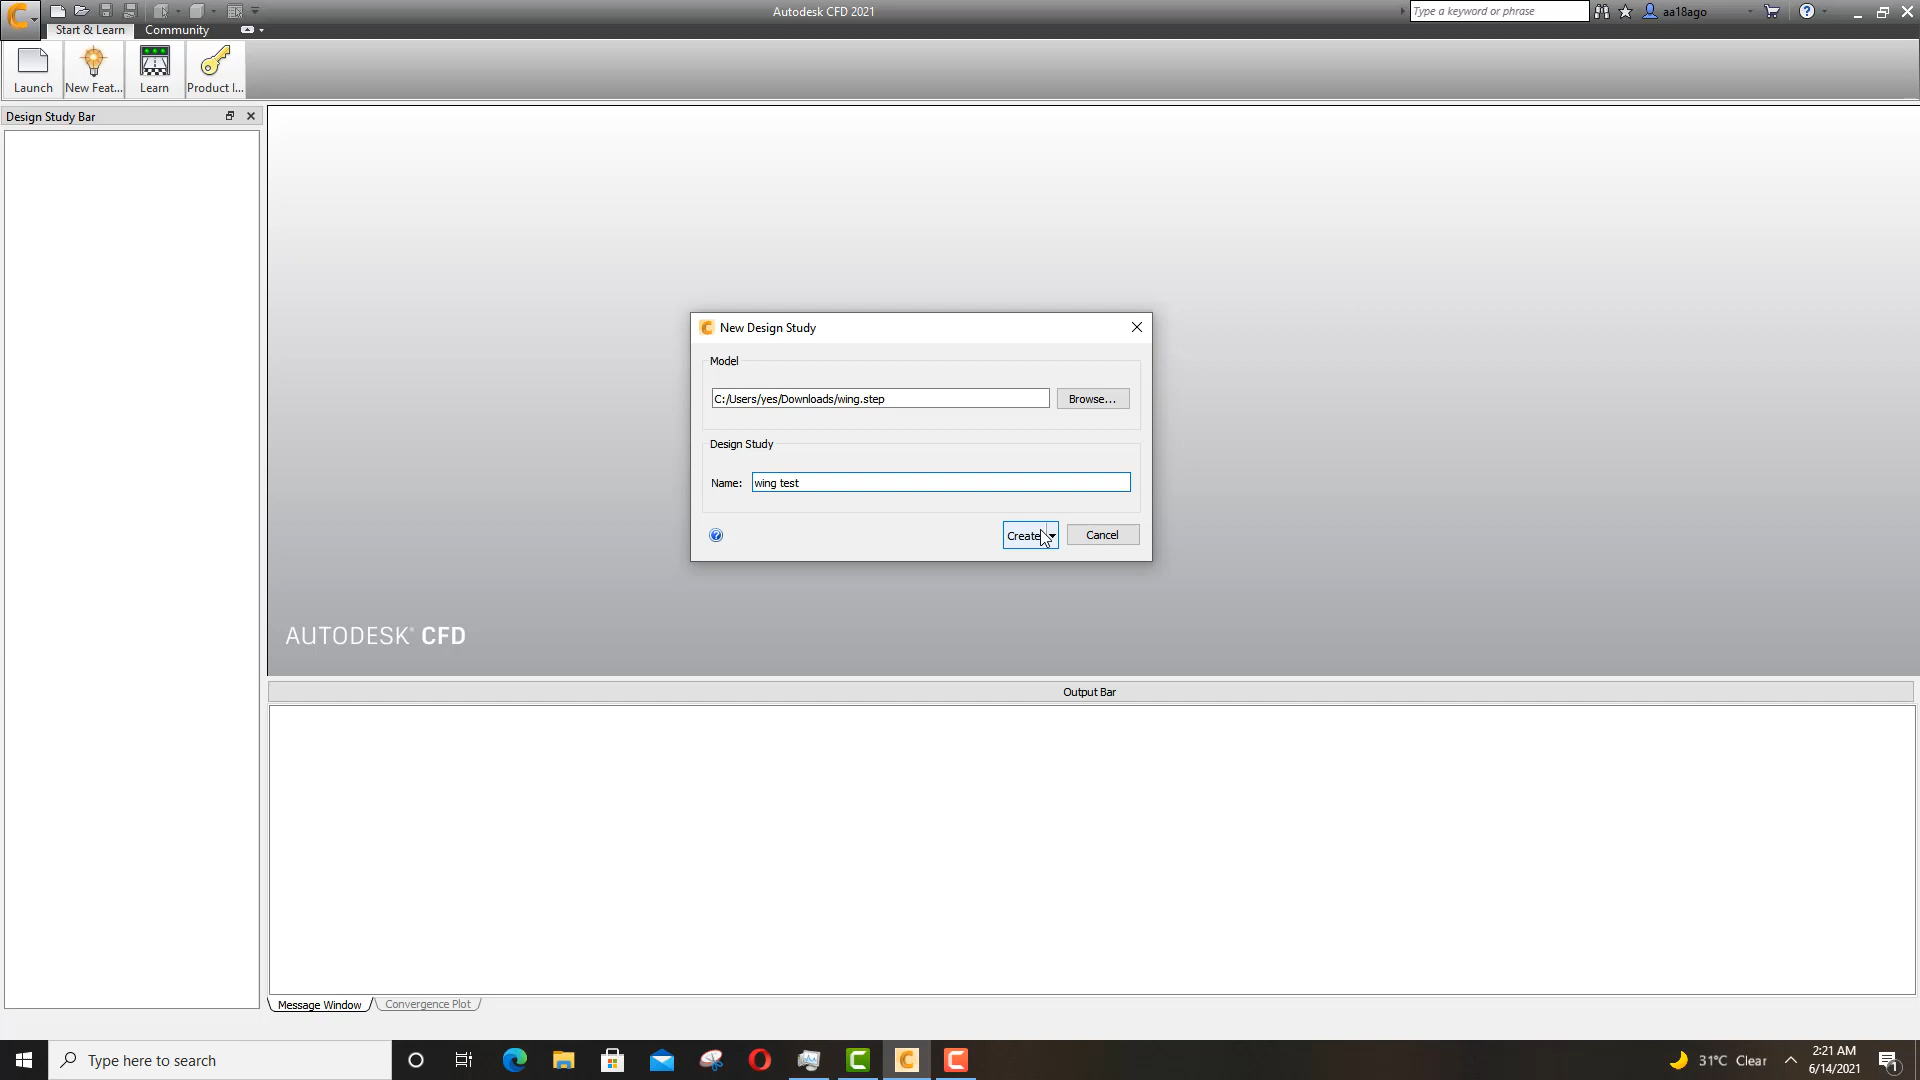 Autodesk CFD 2021
Type a keyword or phrase
aa18ago
Start & Learn
Community
Launch
New Feat...
Learn
Product I...
Design Study Bar
New Design Study
Model
C:/Users/yes/Downloads/wing.step
Browse...
Design Study
Name:
wing test
Create
Cancel
AUTODESK® CFD
Output Bar
Message Window
Convergence Plot
Type here to search
31°C Clear
2:21 AM
6/14/2021
1